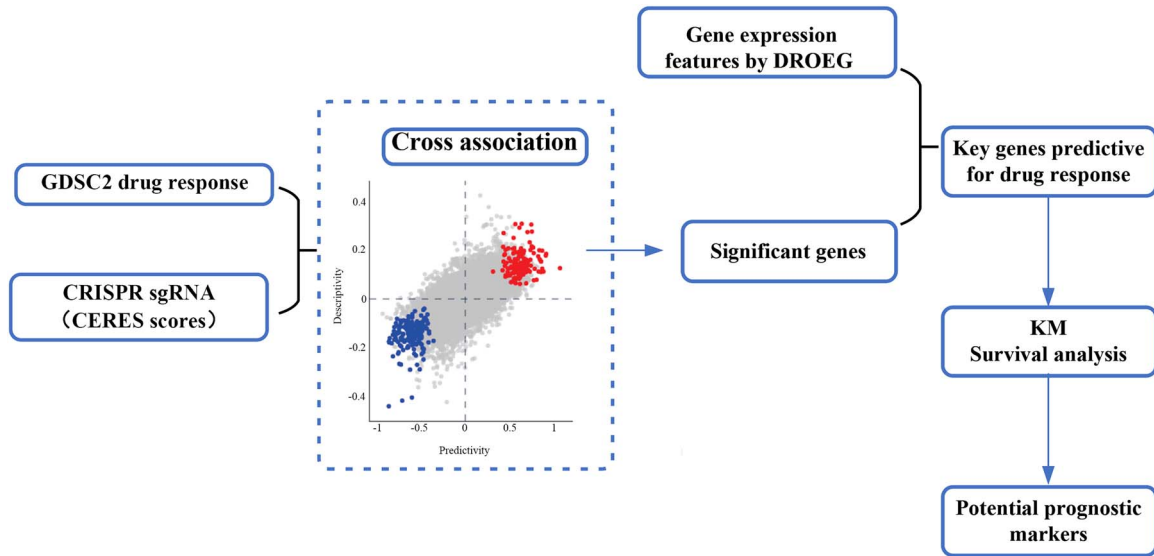 Gene expression
features by DROEG
Cross association
GDSC2 drug response
CRISPR sgRNA
（CERES scores）
Descriptivity
0.4
0.2
0
-0.2
-0.4
-1
-0.5
0
0.5
1
Predictivity
Significant genes
Key genes predictive
for drug response
KM
Survival analysis
Potential prognostic
markers